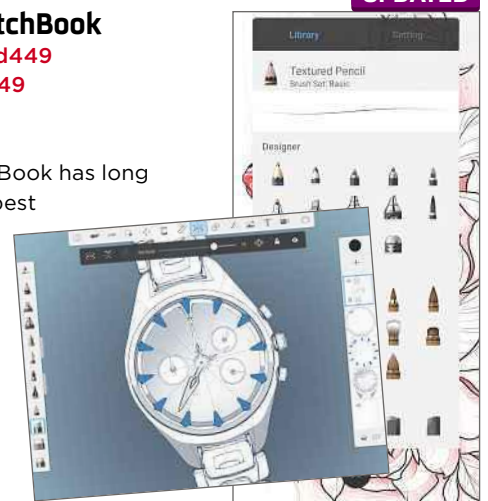 tchBook
d449
49
Book has long
best
UPDATED
Library
Setting
Textured Pencil
Brush Set: Basic
Designer